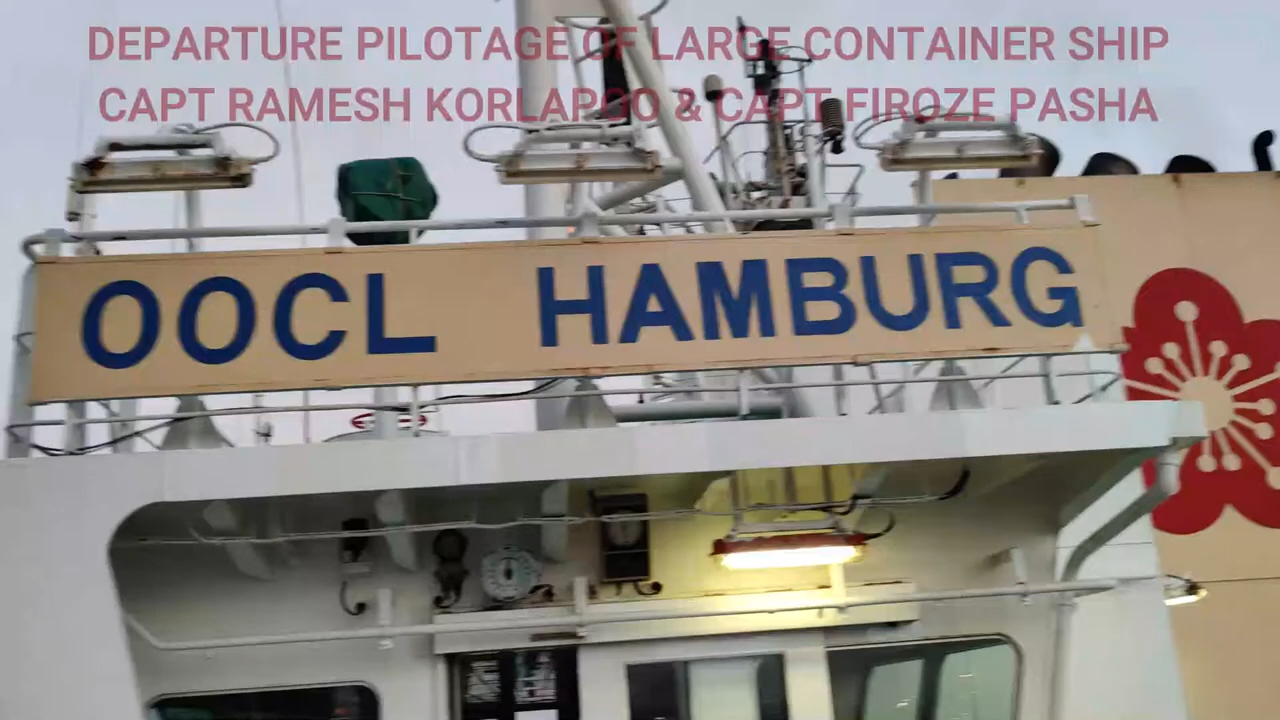 DEPARTURE PILOTAGE OF LARGE CONTAINER SHIP
CAPT RAMESH KORLAPOO & CAPT FIROZE PASHA
OOCL HAMBURG